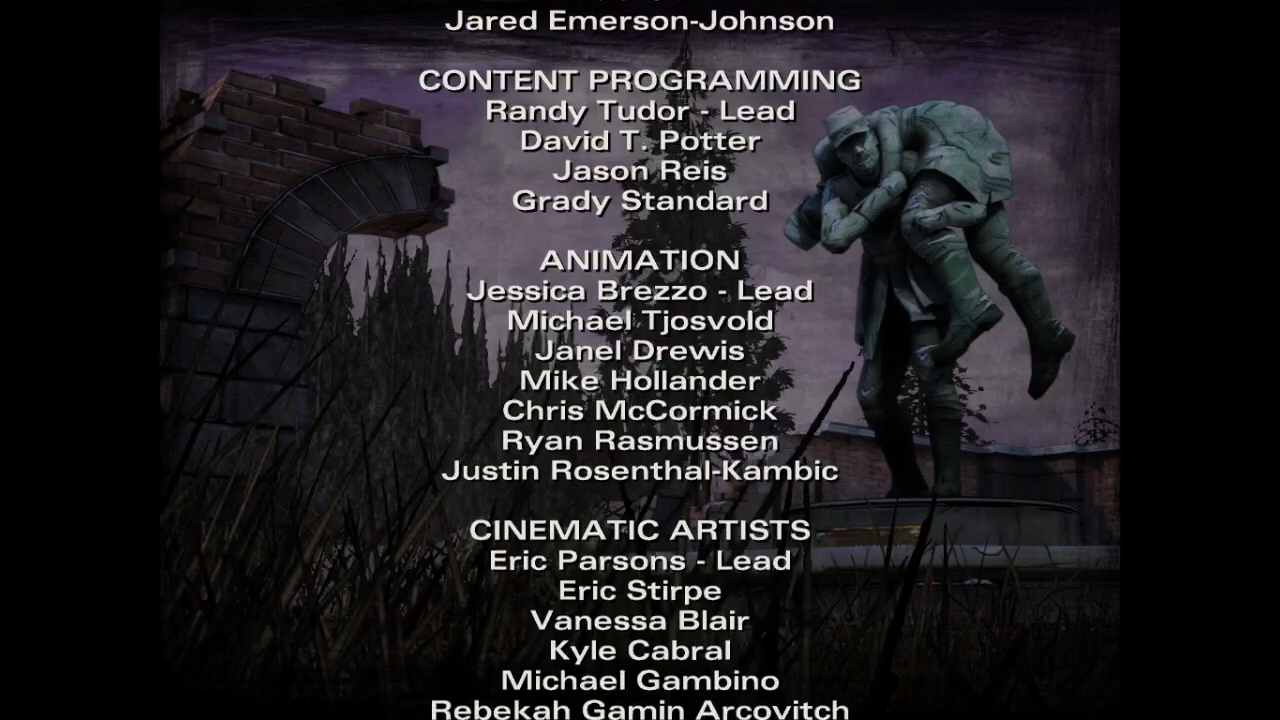 Jared Emerson-Johnson
CONTENT PROGRAMMING
Randy Tudor - Lead
David T. Potter
Jason Reis
Grady Standard
ANIMATION
Jessica Brezzo - Lead
Michael Tjosvold
Janel Drewis
Mike Hollander
Chris McCormick
Ryan Rasmussen
Justin Rosenthal-Kambic
CINEMATIC ARTISTS
Eric Parsons - Lead
Eric Stirpe
Vanessa Blair
Kyle Cabral
Michael Gambino
Rebekah Gamin Arcovitch